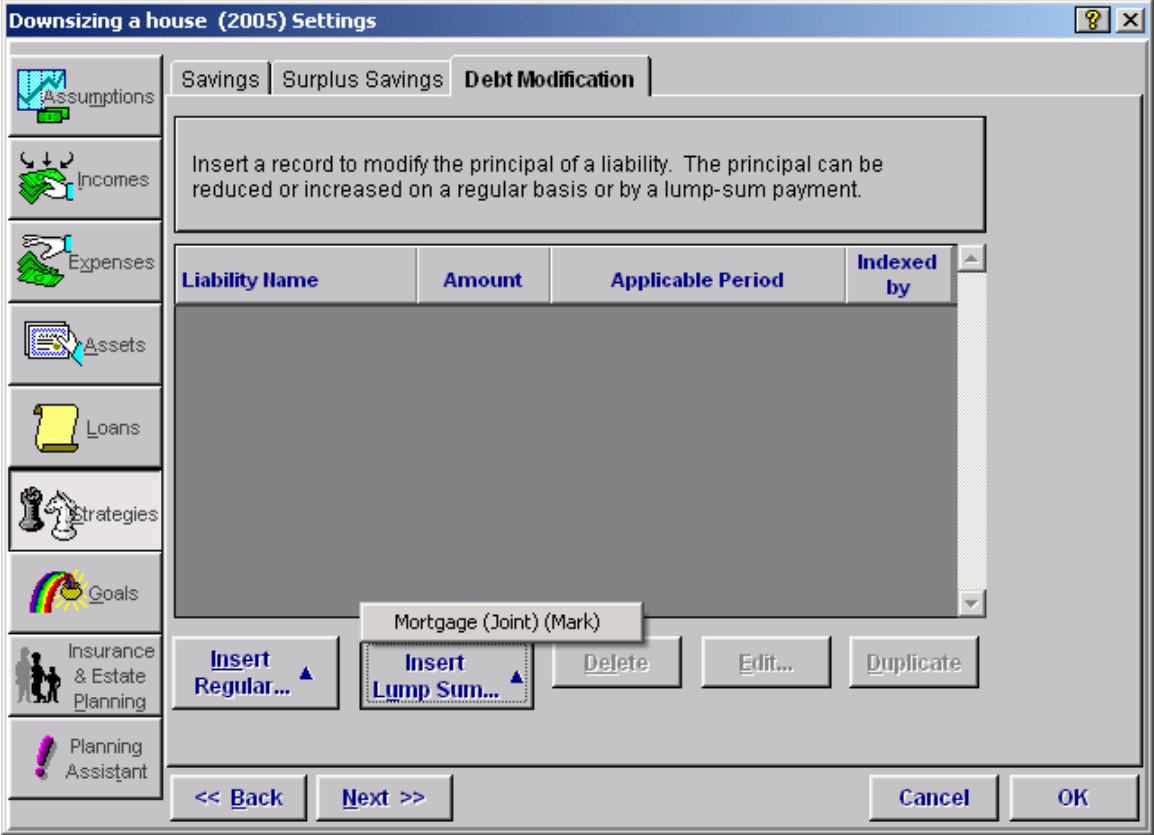 Downsizing a house (2005) Settings
?
Assumptions
Incomes
Expenses
Assets
Loans
Strategies
Goals
Insurance
& Estate
Planning
Planning
Assistant
Savings
Surplus Savings
Debt Modification
Insert a record to modify the principal of a liability. The principal can be
reduced or increased on a regular basis or by a lump-sum payment.
Liability Name
Amount
Applicable Period
Indexed
by
Mortgage (Joint) (Mark)
Insert
Regular...
Insert
Lump Sum...
Delete
Edit...
Duplicate
<< Back
Next >>
Cancel
OK